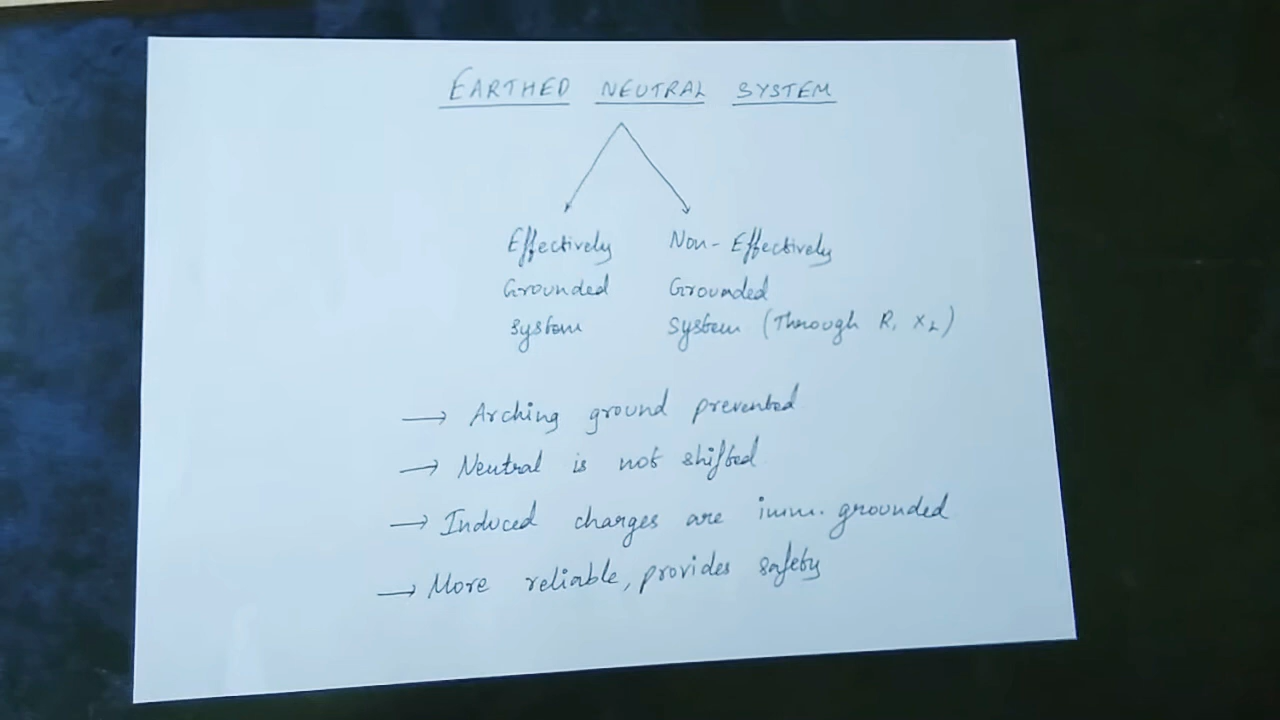 EARTHED NEUTRAL SYSTEM
Effectively
Grounded
System
Non-Effectively
Grounded
System (Through R, XL)
→ Arching ground prevented
→ Neutral is not shifted
→ Induced charges are imm. grounded
→ More reliable, provides safety